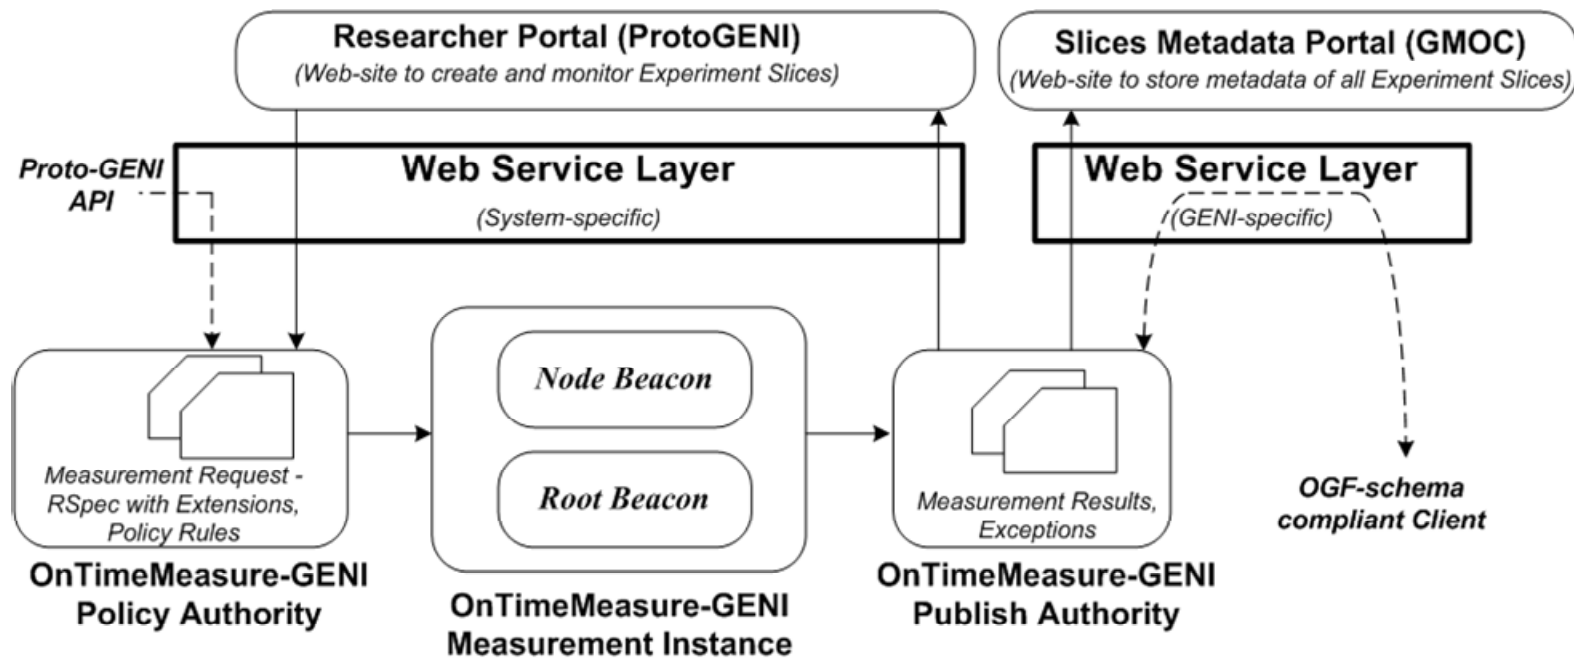 Researcher Portal (ProtoGENI)
(Web-site to create and monitor Experiment Slices)
Slices Metadata Portal (GMOC)
(Web-site to store metadata of all Experiment Slices)
Proto-GENI
API
Web Service Layer
(System-specific)
Web Service Layer
(GENI-specific)
Measurement Request -
RSpec with Extensions,
Policy Rules
OnTimeMeasure-GENI
Policy Authority
Node Beacon
Root Beacon
OnTimeMeasure-GENI
Measurement Instance
Measurement Results,
Exceptions
OnTimeMeasure-GENI
Publish Authority
OGF-schema
compliant Client